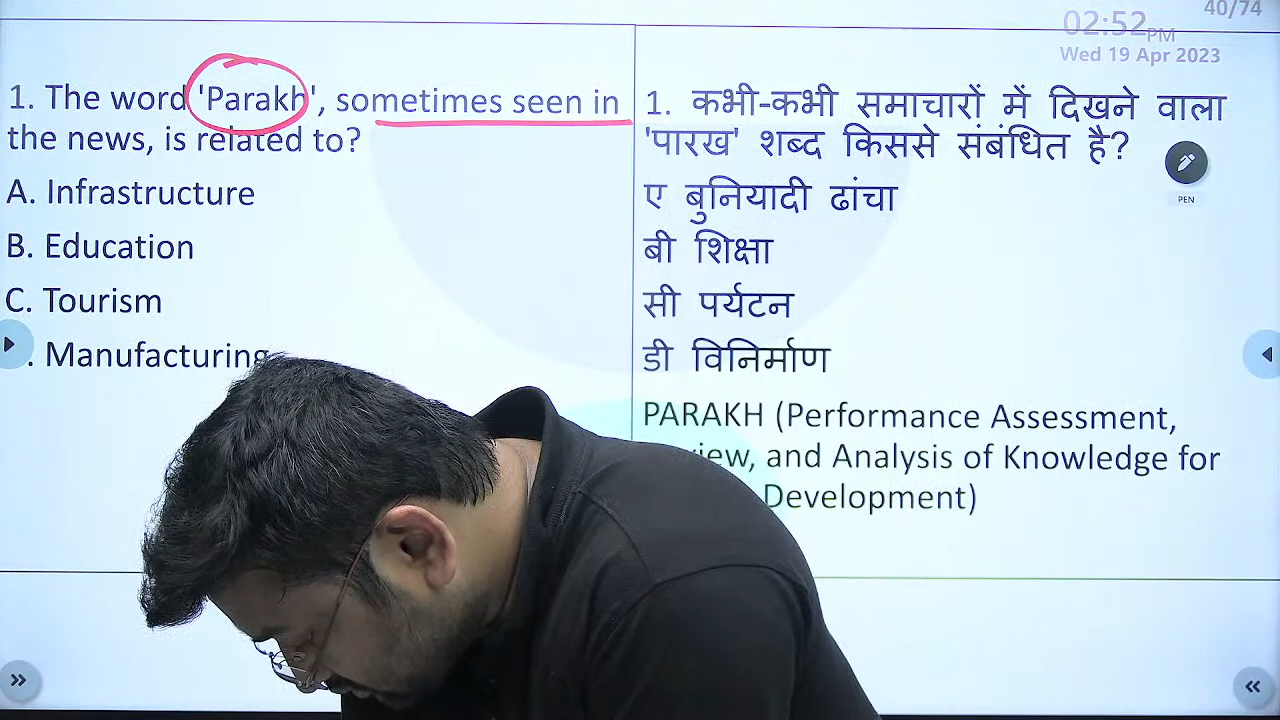 40/74
02:52 PM
Wed 19 Apr 2023
1. The word 'Parakh', sometimes seen in
the news, is related to?
A. Infrastructure
B. Education
C. Tourism
. Manufacturing
1. कभी-कभी समाचारों में दिखने वाला
'पारख' शब्द किससे संबंधित है?
ए बुनियादी ढांचा
बी शिक्षा
सी पर्यटन
डी विनिर्माण
PARAKH (Performance Assessment,
and Analysis of Knowledge for
Development)
PEN